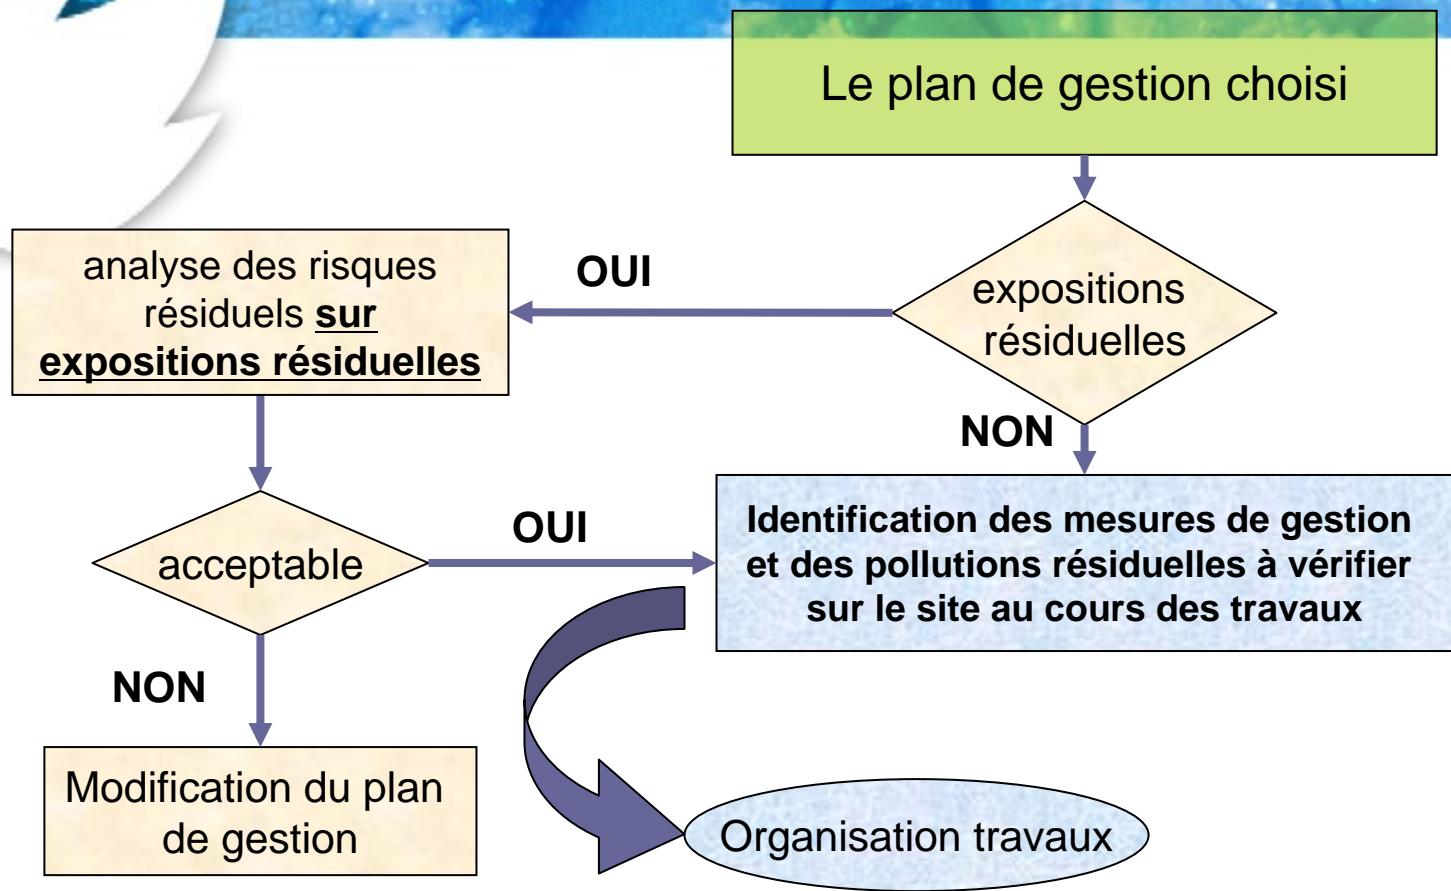 Le plan de gestion choisi
expositions
résiduelles
OUI
analyse des risques
résiduels sur
expositions résiduelles
NON
acceptable
OUI
Identification des mesures de gestion
et des pollutions résiduelles à vérifier
sur le site au cours des travaux
NON
Modification du plan
de gestion
Organisation travaux